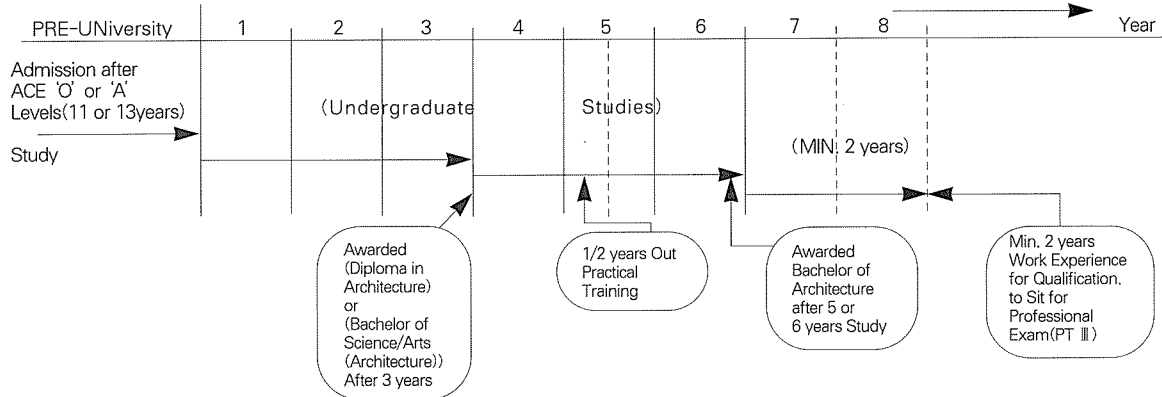 PRE-UNiversity 1 2 3 4 5 6 7 8 Year
Admission after
ACE 'O' or 'A'
Levels(11 or 13years)
(Undergraduate Studies)
Study
(MIN. 2 years)
Awarded
(Diploma in
Architecture)
or
(Bachelor of
Science/Arts
(Architecture))
After 3 years
1/2 years Out
Practical
Training
Awarded
Bachelor of
Architecture
after 5 or
6 years Study
Min. 2 years
Work Experience
for Qualification,
to Sit for
Professional
Exam(PT Ⅲ)